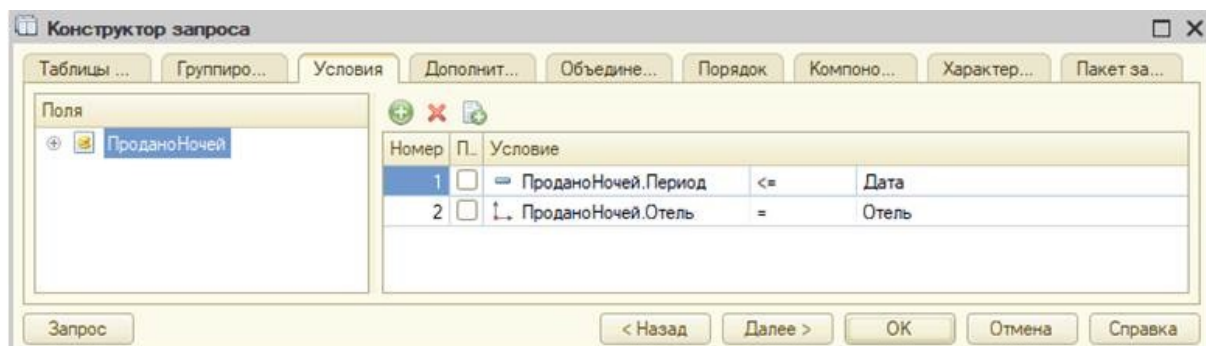 Конструктор запроса
Таблицы ... Группиро... Условия Дополнит... Объедине... Порядок Компоно... Характер... Пакет за...
Поля
ПроданоНочей
Номер П.. Условие
1 ПроданоНочей.Период <= Дата
2 ПроданоНочей.Отель = Отель
Запрос < Назад Далее > OK Отмена Справка